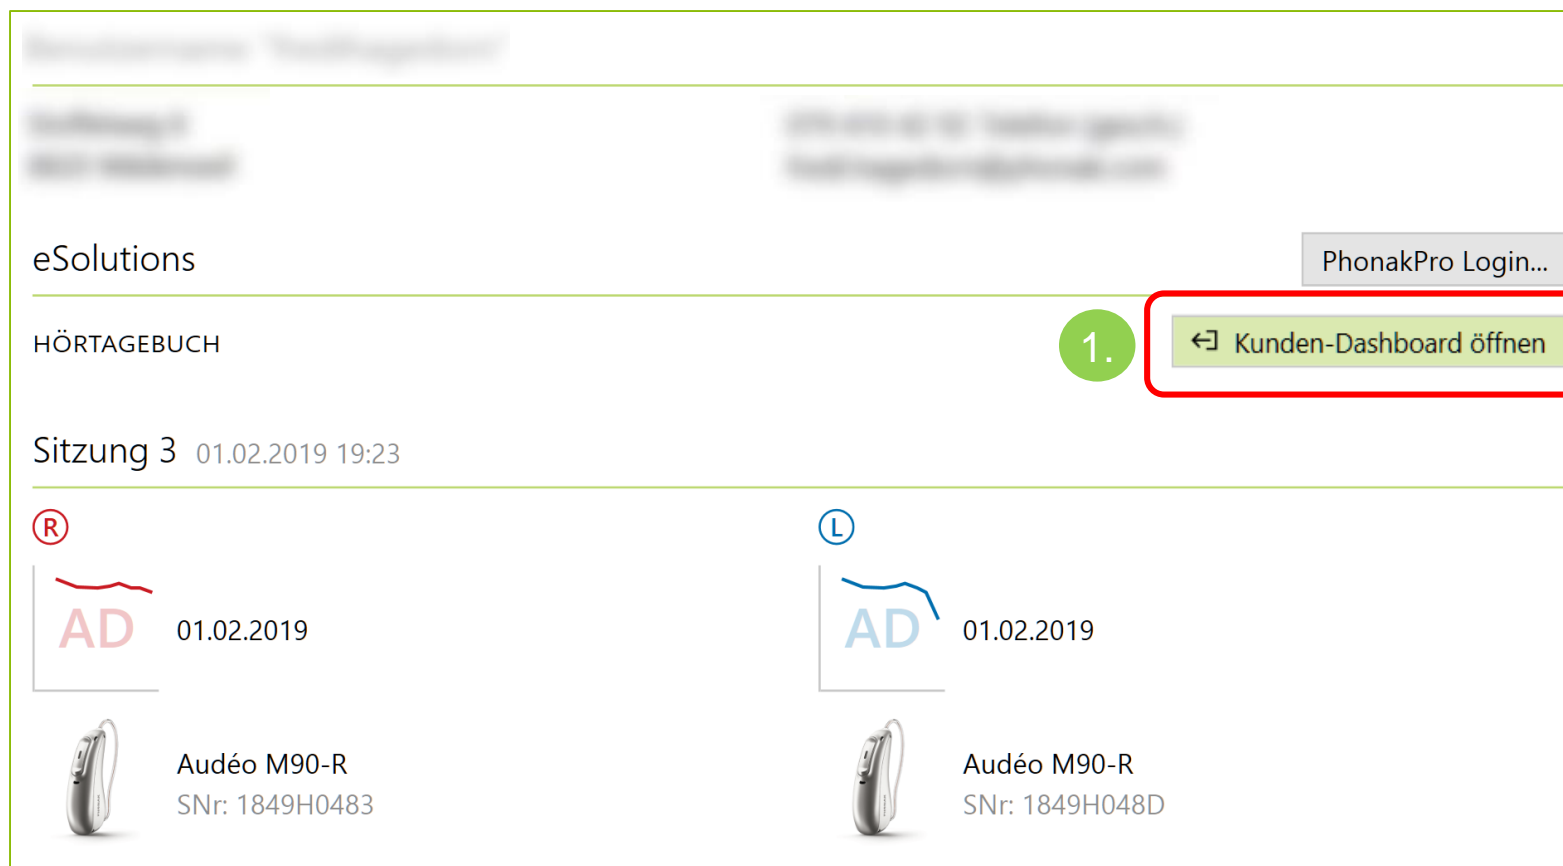 eSolutions
PhonakPro Login...
HÖRTAGEBUCH
1.
Kunden-Dashboard öffnen
Sitzung 3 01.02.2019 19:23
R
L
AD
01.02.2019
AD
01.02.2019
Audéo M90-R
SNr: 1849H0483
Audéo M90-R
SNr: 1849H048D